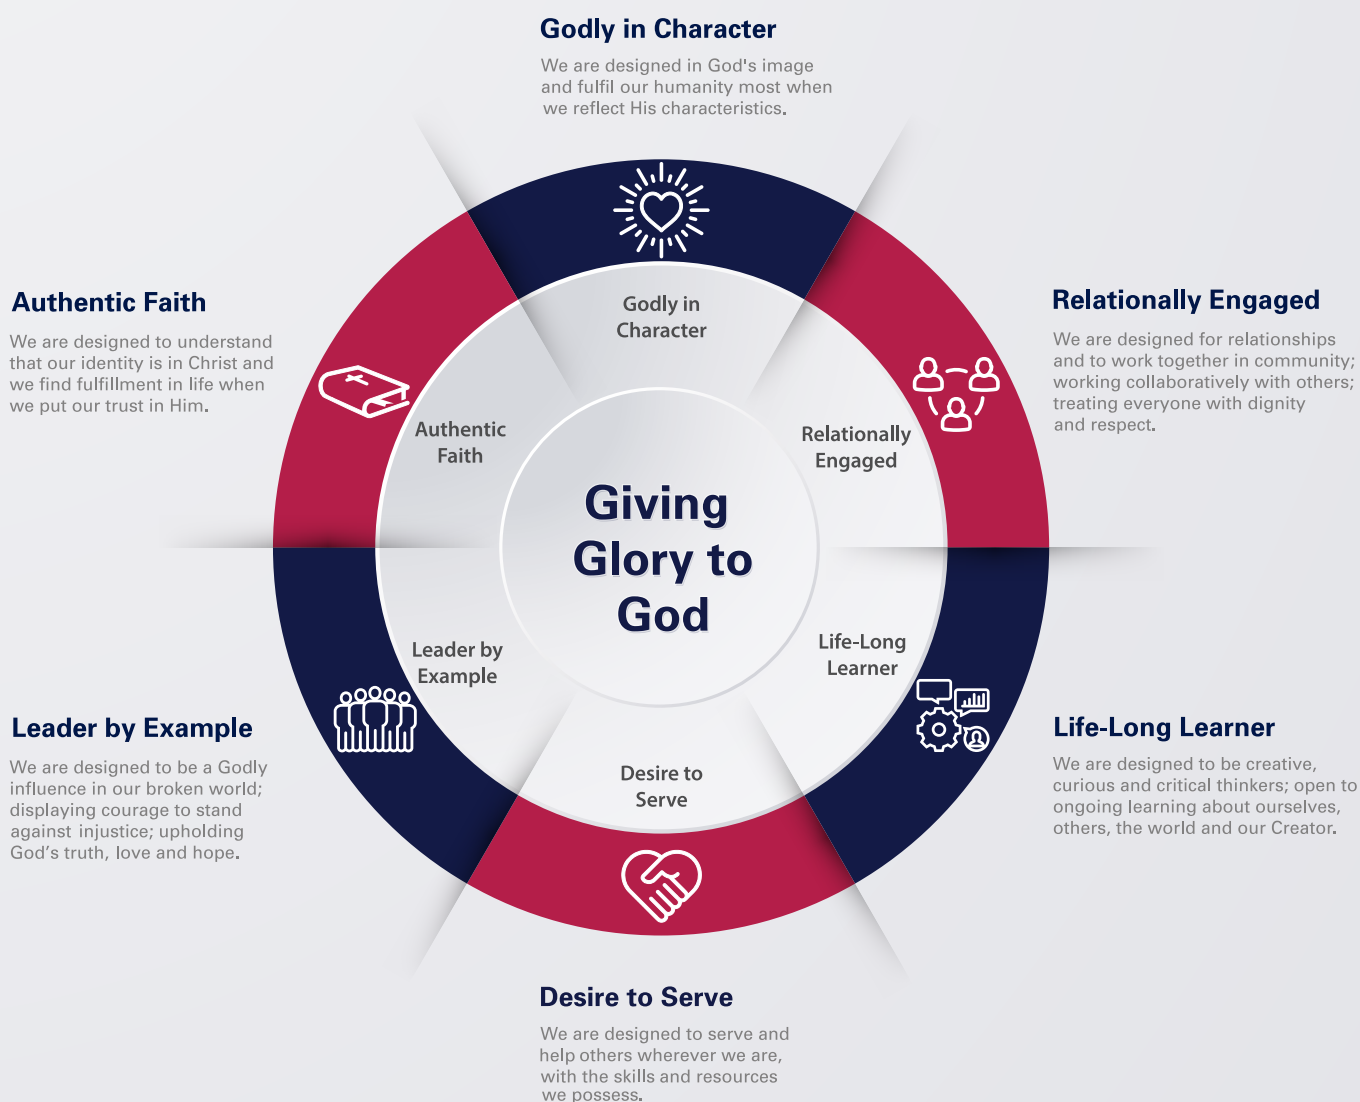 Godly in Character
We are designed in God's image
and fulfil our humanity most when
we reflect His characteristics.
Authentic Faith
We are designed to understand
that our identity is in Christ and
we find fulfillment in life when
we put our trust in Him.
Relationally Engaged
We are designed for relationships
and to work together in community;
working collaboratively with others;
treating everyone with dignity
and respect.
Godly in
Character
Authentic
Faith
Relationally
Engaged
Giving
Glory to
God
Leader by
Example
Life-Long
Learner
Desire to
Serve
Leader by Example
We are designed to be a Godly
influence in our broken world;
displaying courage to stand
against injustice; upholding
God’s truth, love and hope.
Life-Long Learner
We are designed to be creative,
curious and critical thinkers; open to
ongoing learning about ourselves,
others, the world and our Creator.
Desire to Serve
We are designed to serve and
help others wherever we are,
with the skills and resources
we possess.